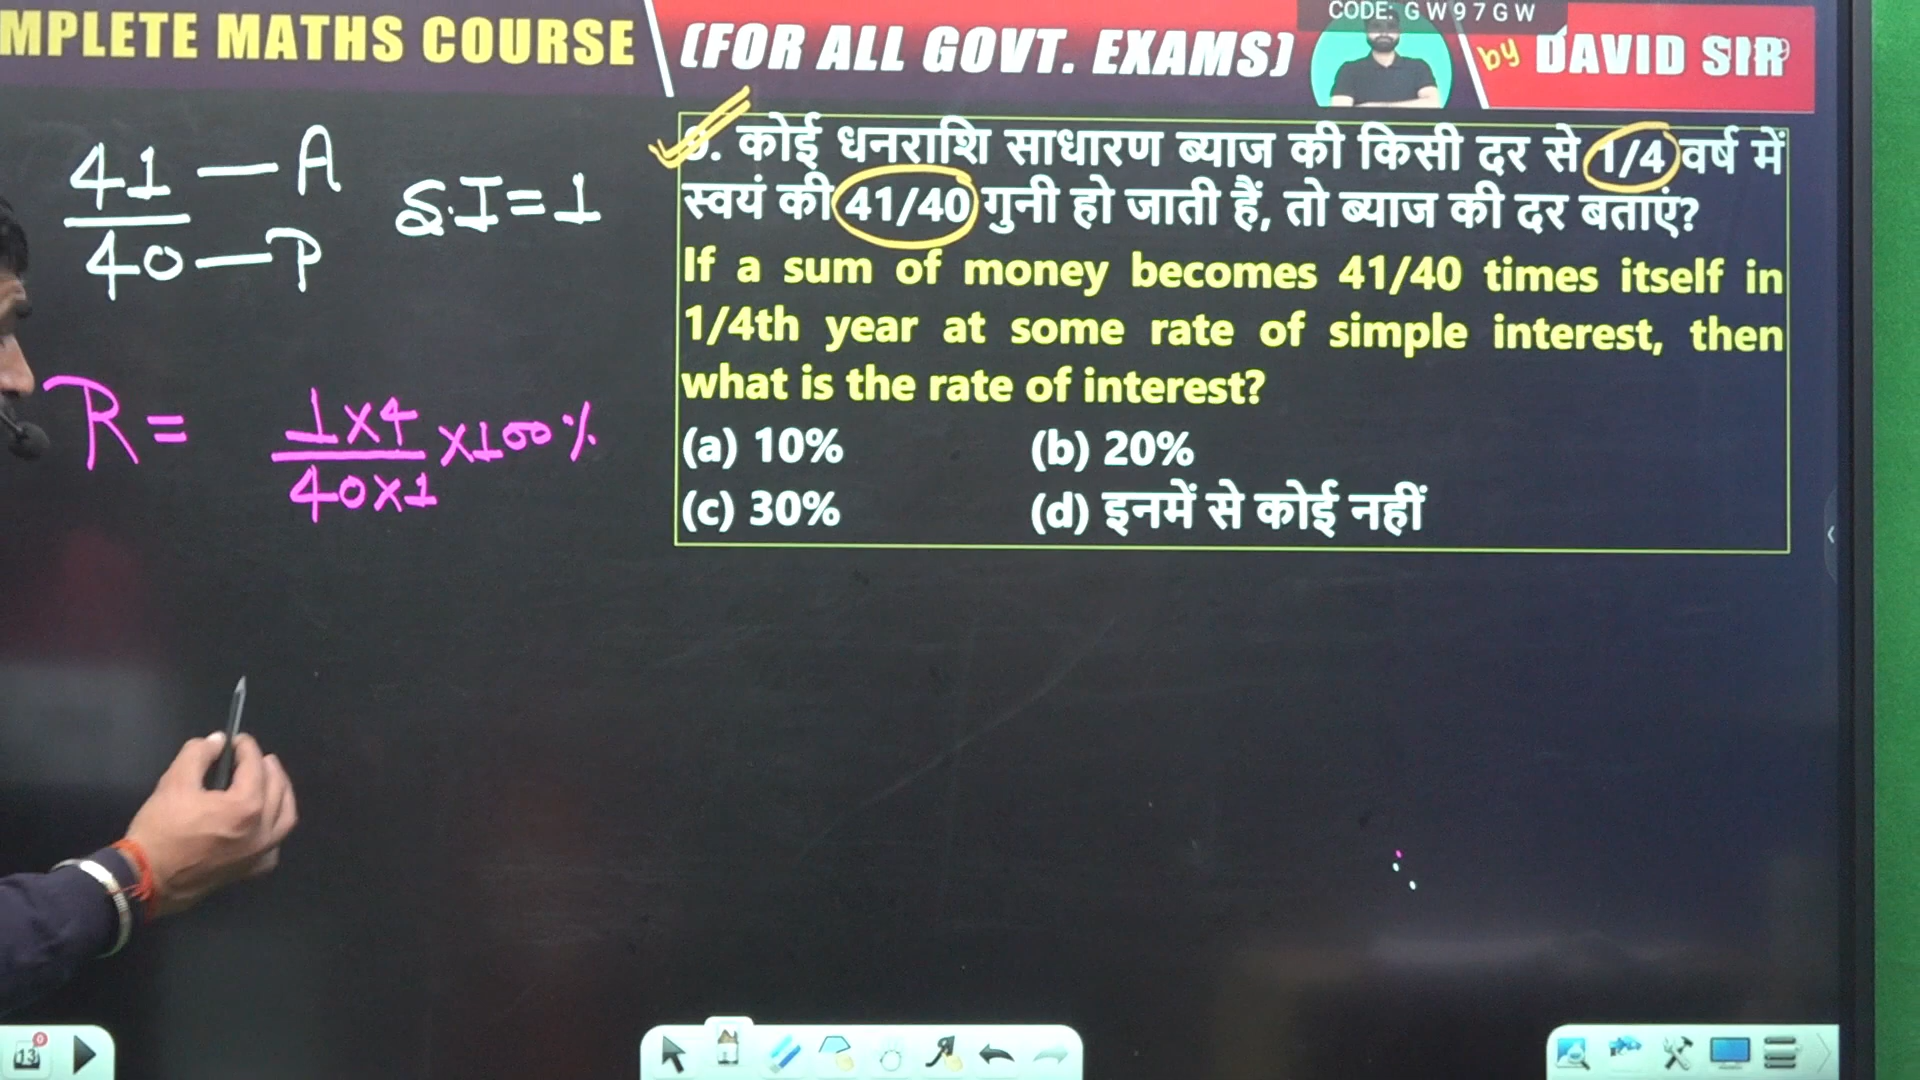 MPLETE MATHS COURSE
(FOR ALL GOVT. EXAMS)
CODE: GW97GW
by DAVID SIR
41 — A
40 — P
S.I = 1
R = 1×4 / 40×1 ×100%
9. कोई धनराशि साधारण ब्याज की किसी दर से 1/4 वर्ष में
स्वयं की 41/40 गुनी हो जाती हैं, तो ब्याज की दर बताएं?
If a sum of money becomes 41/40 times itself in
1/4th year at some rate of simple interest, then
what is the rate of interest?
(a) 10% (b) 20%
(c) 30% (d) इनमें से कोई नहीं
13